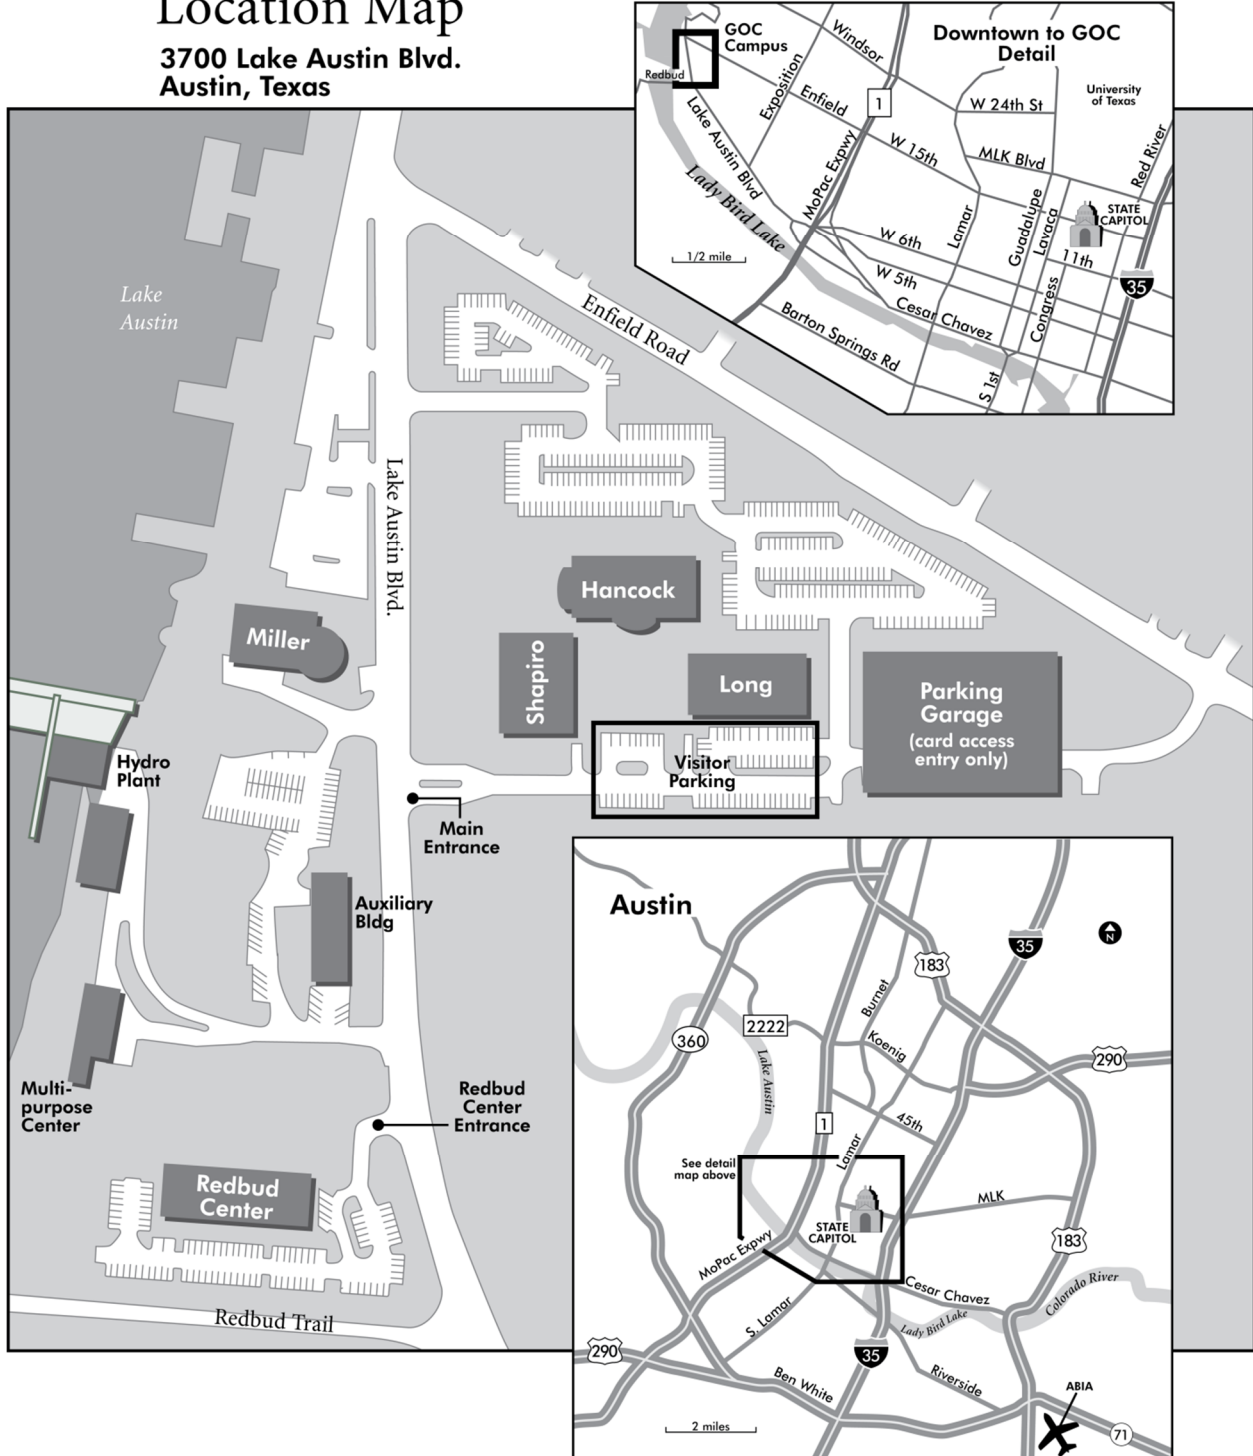 Location Map
3700 Lake Austin Blvd.
Austin, Texas
Downtown to GOC
Detail
GOC
Campus
Redbud
Windsor
Exposition
Enfield
1
W 24th St
University
of Texas
Lake Austin Blvd
MoPac Expwy
W 15th
MLK Blvd
Red River
Lady Bird Lake
Lamar
Guadalupe
Lavaca
STATE
CAPITOL
W 6th
11th
1/2 mile
W 5th
35
Cesar Chavez
Congress
Barton Springs Rd
S 1st
Lake
Austin
Enfield Road
Lake Austin Blvd.
Hancock
Miller
Shapiro
Long
Parking
Garage
(card access
entry only)
Visitor
Parking
Hydro
Plant
Main
Entrance
Auxiliary
Bldg
Multi-
purpose
Center
Redbud
Center
Entrance
Redbud
Center
Redbud Trail
Austin
N
35
183
Burnet
2222
360
Koenig
290
Lake Austin
1
45th
Lamar
See detail
map above
MLK
STATE
CAPITOL
183
MoPac Expwy
Cesar Chavez
Colorado River
S. Lamar
Lady Bird Lake
290
35
Ben White
Riverside
ABIA
2 miles
71